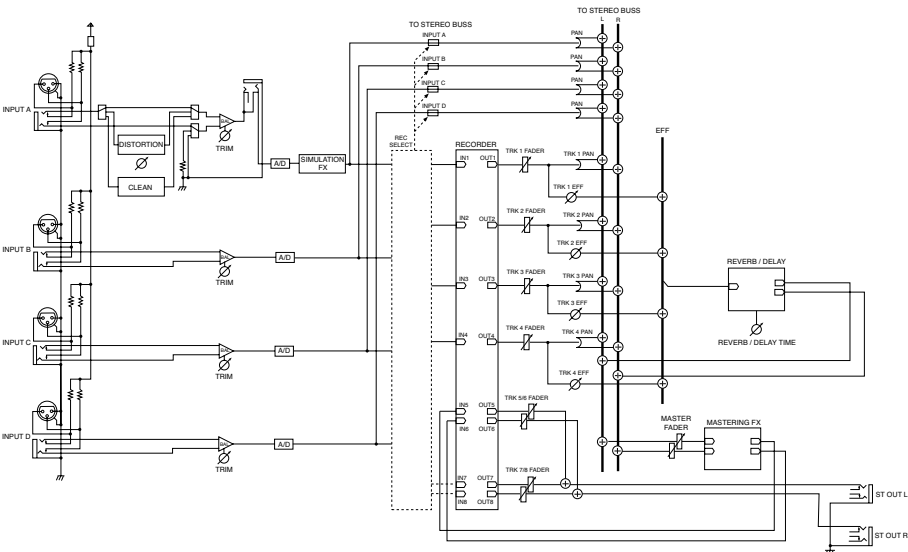 TO STEREO BUSS
L R
TO STEREO BUSS
INPUT A
PAN
INPUT B
PAN
INPUT C
PAN
INPUT D
PAN
INPUT A
DISTORTION
CLEAN
BAL
TRIM
A/D
SIMULATION FX
REC SELECT
RECORDER
EFF
IN1 OUT1
TRK 1 FADER
TRK 1 PAN
TRK 1 EFF
INPUT B
BAL
TRIM
A/D
IN2 OUT2
TRK 2 FADER
TRK 2 PAN
TRK 2 EFF
IN3 OUT3
TRK 3 FADER
TRK 3 PAN
TRK 3 EFF
REVERB / DELAY
REVERB / DELAY TIME
INPUT C
BAL
TRIM
A/D
IN4 OUT4
TRK 4 FADER
TRK 4 PAN
TRK 4 EFF
IN5 OUT5
IN6 OUT6
TRK 5/6 FADER
MASTER FADER
MASTERING FX
INPUT D
BAL
TRIM
A/D
IN7 OUT7
IN8 OUT8
TRK 7/8 FADER
ST OUT L
ST OUT R